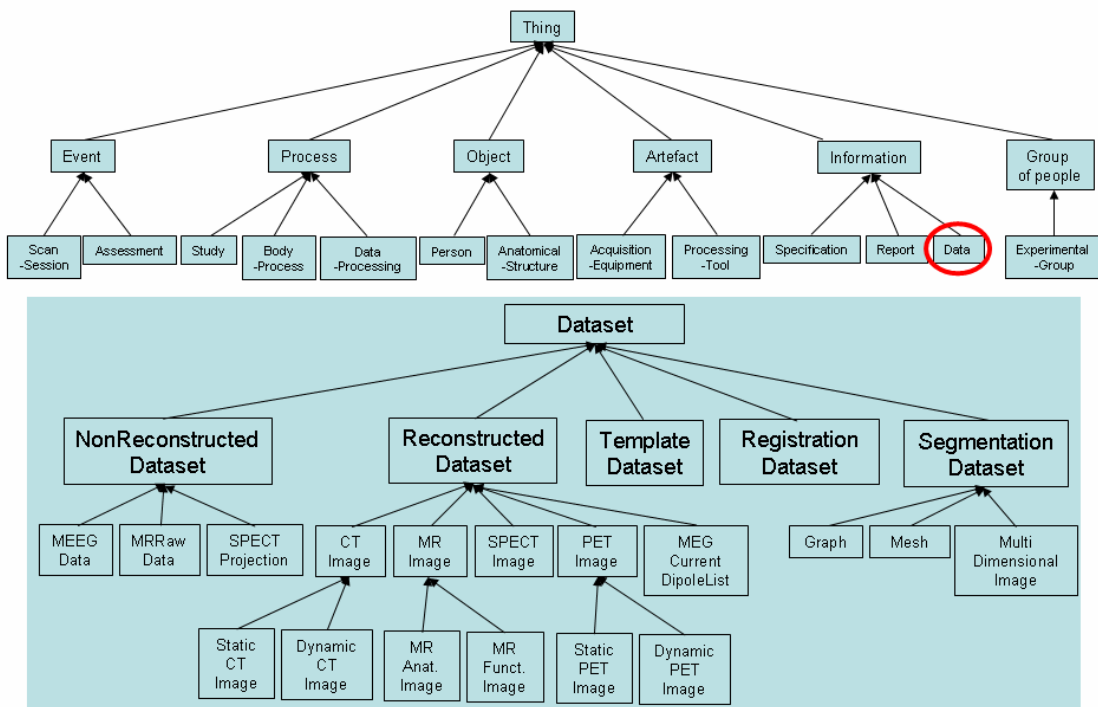 Thing
Event
Process
Object
Artefact
Information
Group
of people
Scan
-Session
Assessment
Study
Body
-Process
Data
-Processing
Person
Anatomical
-Structure
Acquisition
-Equipment
Processing
-Tool
Specification
Report
Data
Experimental
-Group
Dataset
NonReconstructed
Dataset
Reconstructed
Dataset
Template
Dataset
Registration
Dataset
Segmentation
Dataset
MEEG
Data
MRRaw
Data
SPECT
Projection
CT
Image
MR
Image
SPECT
Image
PET
Image
MEG
Current
DipoleList
Graph
Mesh
Multi
Dimensional
Image
Static
CT
Image
Dynamic
CT
Image
MR
Anat.
Image
MR
Funct.
Image
Static
PET
Image
Dynamic
PET
Image